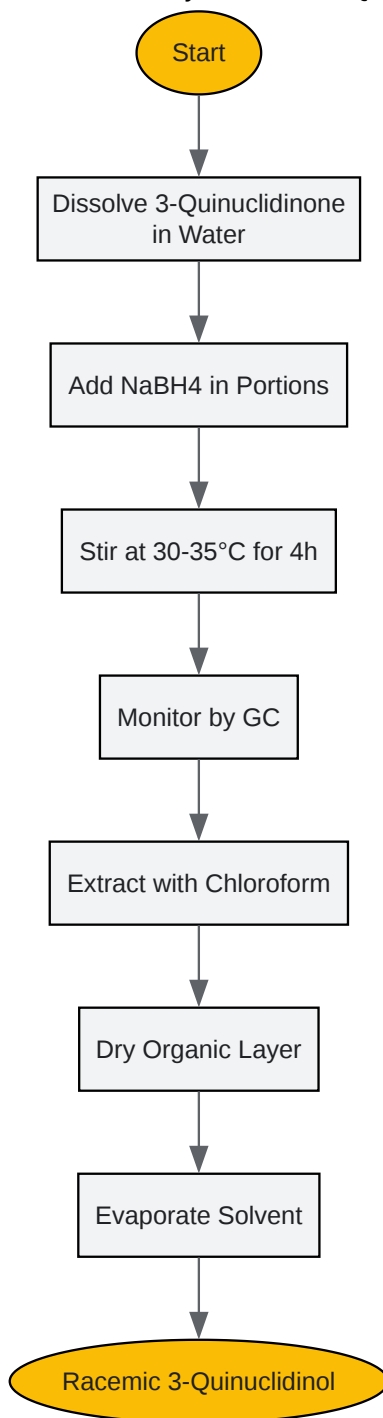 Start
Dissolve 3-Quinuclidinone
in Water
Add NaBH4 in Portions
Stir at 30-35°C for 4h
Monitor by GC
Extract with Chloroform
Dry Organic Layer
Evaporate Solvent
Racemic 3-Quinuclidinol